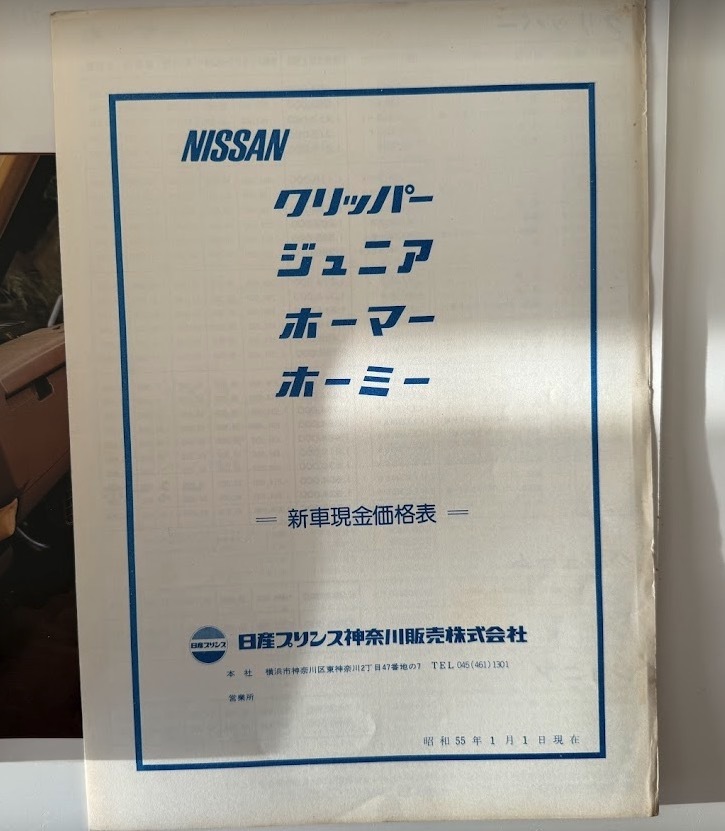 NISSAN
クリッパー
ジュニア
ホーマー
ホーミー
= 新車現金価格表 =
日産プリンス 日産プリンス神奈川販売株式会社
本社 横浜市神奈川区東神奈川2丁目47番地の7 TEL 045(461)1301
営業所
昭和55年1月1日現在